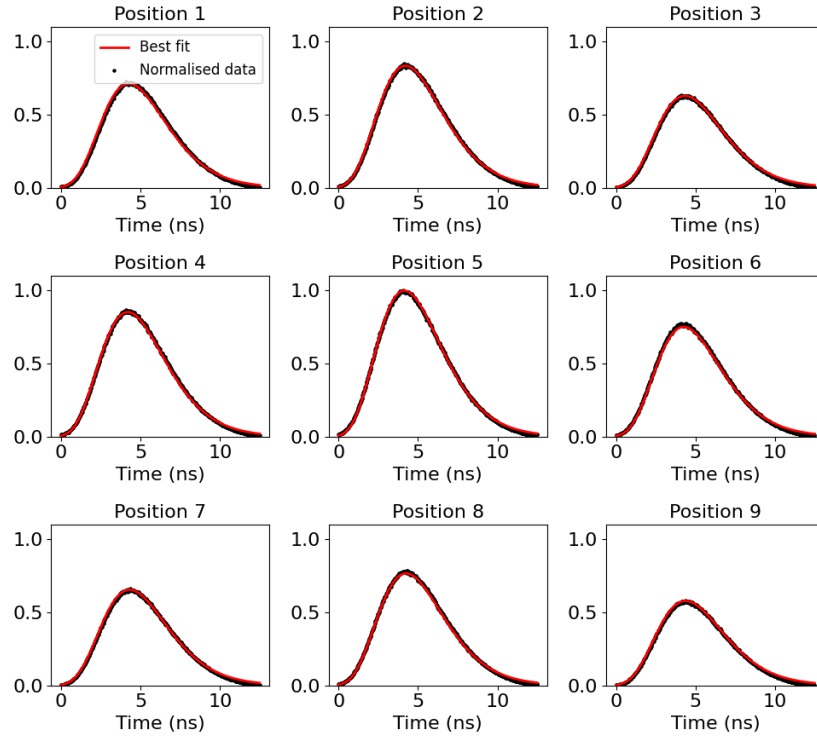 Position 1
Position 2
Position 3
1.0
0.5
0.0
Best fit
Normalised data
1.0
0.5
0.0
1.0
0.5
0.0
0
5
10
0
5
10
0
5
10
Time (ns)
Time (ns)
Time (ns)
Position 4
Position 5
Position 6
1.0
0.5
0.0
1.0
0.5
0.0
1.0
0.5
0.0
0
5
10
0
5
10
0
5
10
Time (ns)
Time (ns)
Time (ns)
Position 7
Position 8
Position 9
1.0
0.5
0.0
1.0
0.5
0.0
1.0
0.5
0.0
0
5
10
0
5
10
0
5
10
Time (ns)
Time (ns)
Time (ns)